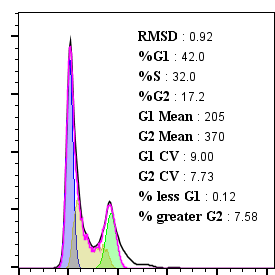 RMSD : 0.92
%G1 : 42.0
%S : 32.0
%G2 : 17.2
G1 Mean : 205
G2 Mean : 370
G1 CV : 9.00
G2 CV : 7.73
% less G1 : 0.12
% greater G2 : 7.58